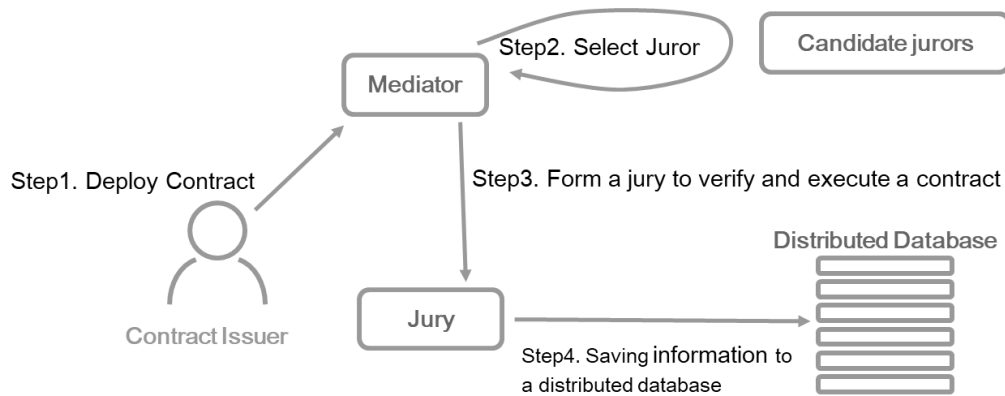 Step2. Select Juror
Candidate jurors
Mediator
Step1. Deploy Contract
Step3. Form a jury to verify and execute a contract
Distributed Database
Contract Issuer
Jury
Step4. Saving information to
a distributed database